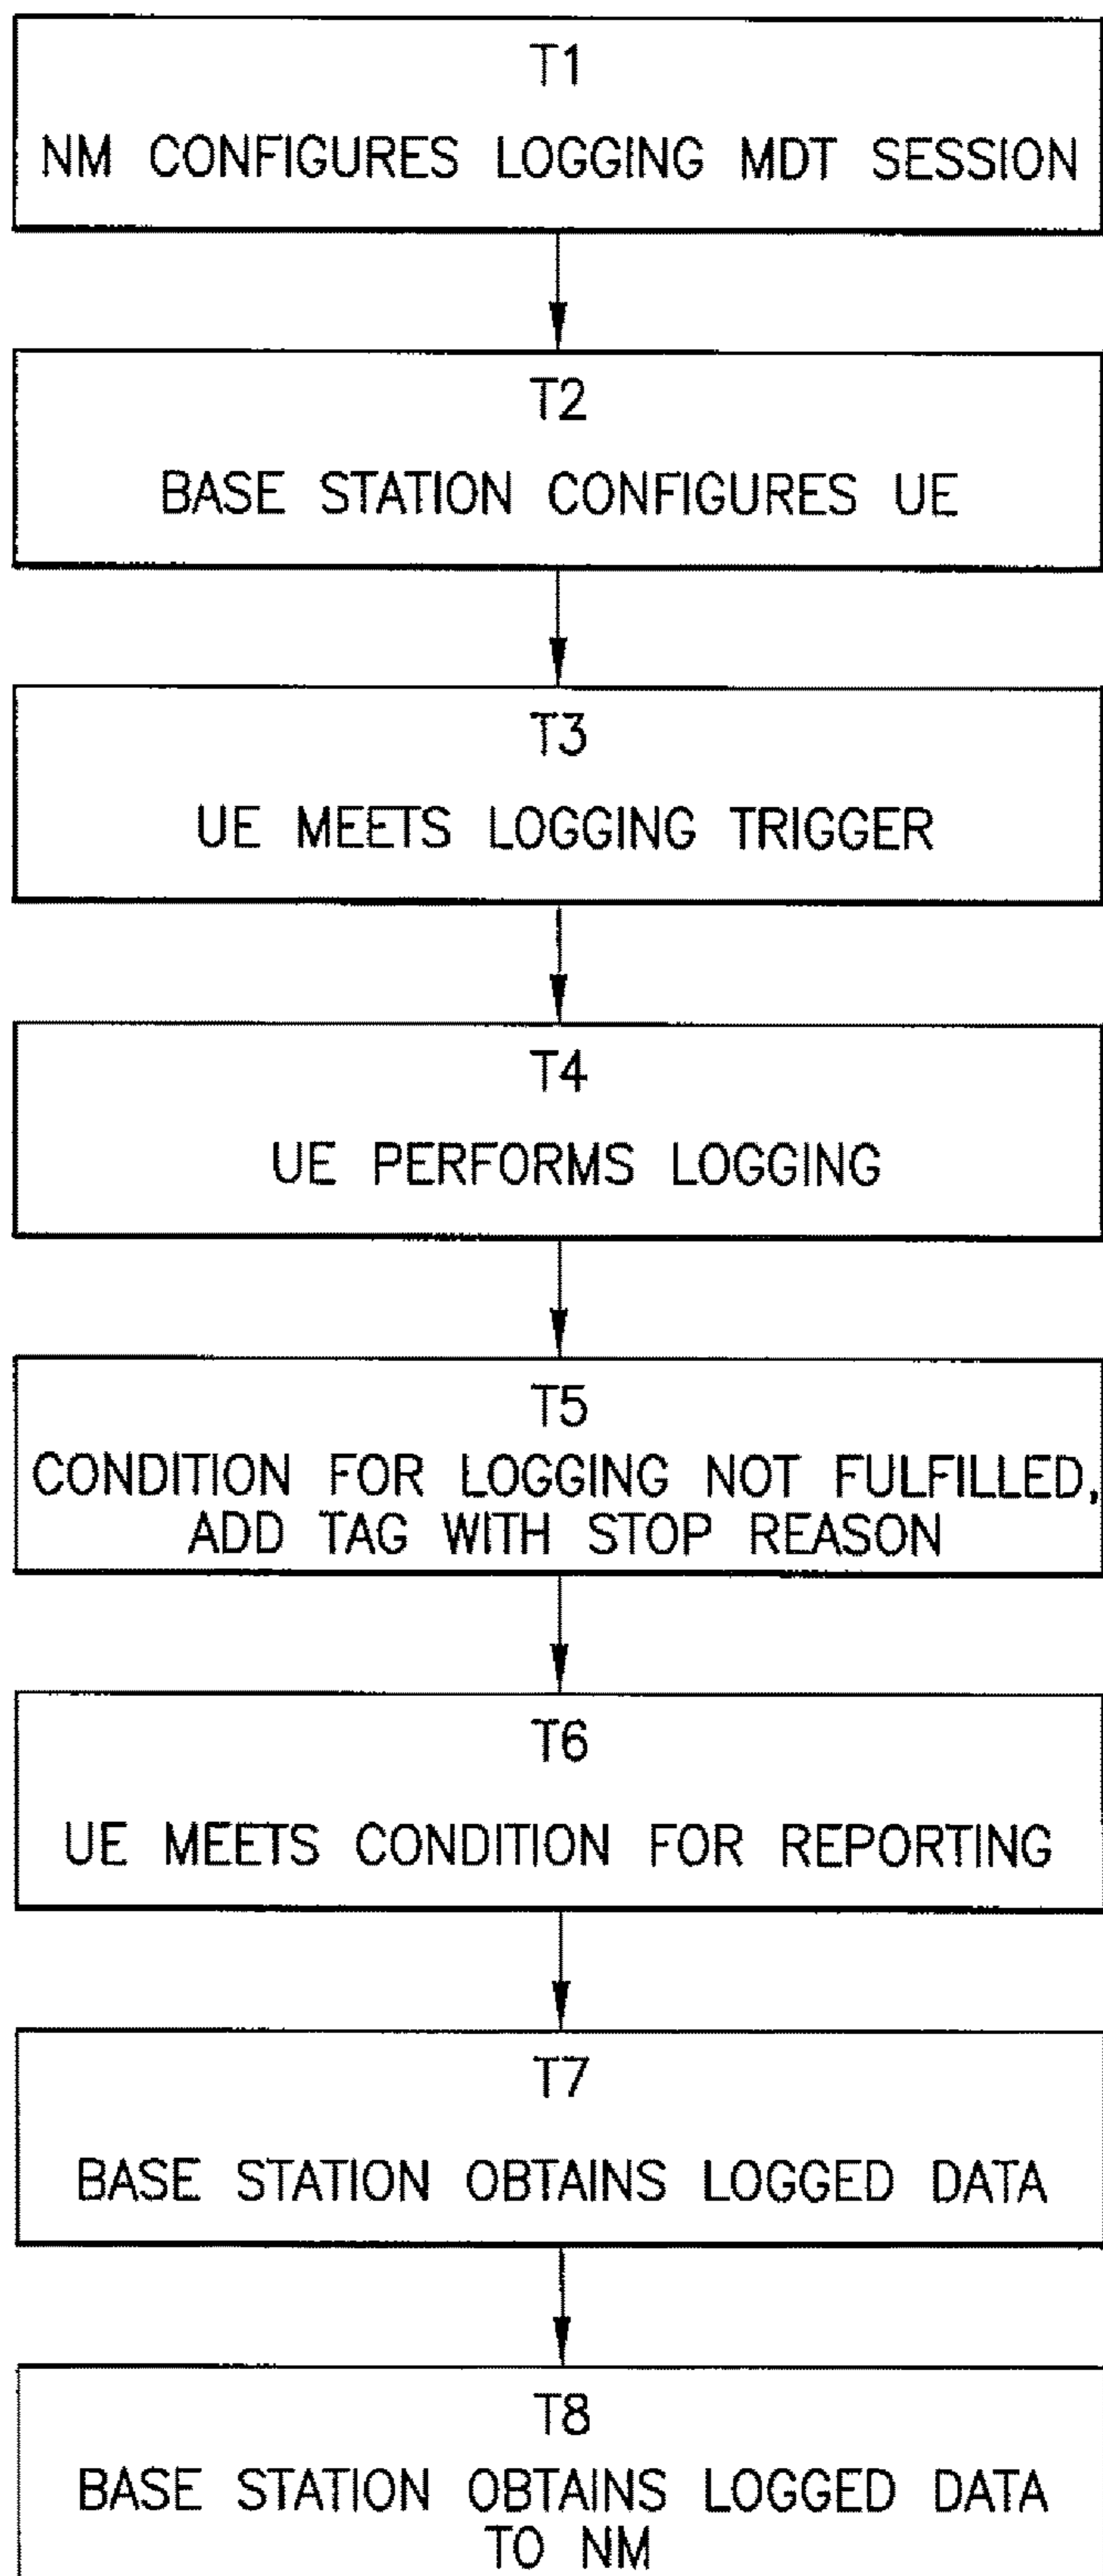 T1
NM CONFIGURES LOGGING MDT SESSION
T2
BASE STATION CONFIGURES UE
T3
UE MEETS LOGGING TRIGGER
T4
UE PERFORMS LOGGING
T5
CONDITION FOR LOGGING NOT FULFILLED,
ADD TAG WITH STOP REASON
T6
UE MEETS CONDITION FOR REPORTING
T7
BASE STATION OBTAINS LOGGED DATA
T8
BASE STATION OBTAINS LOGGED DATA
TO NM